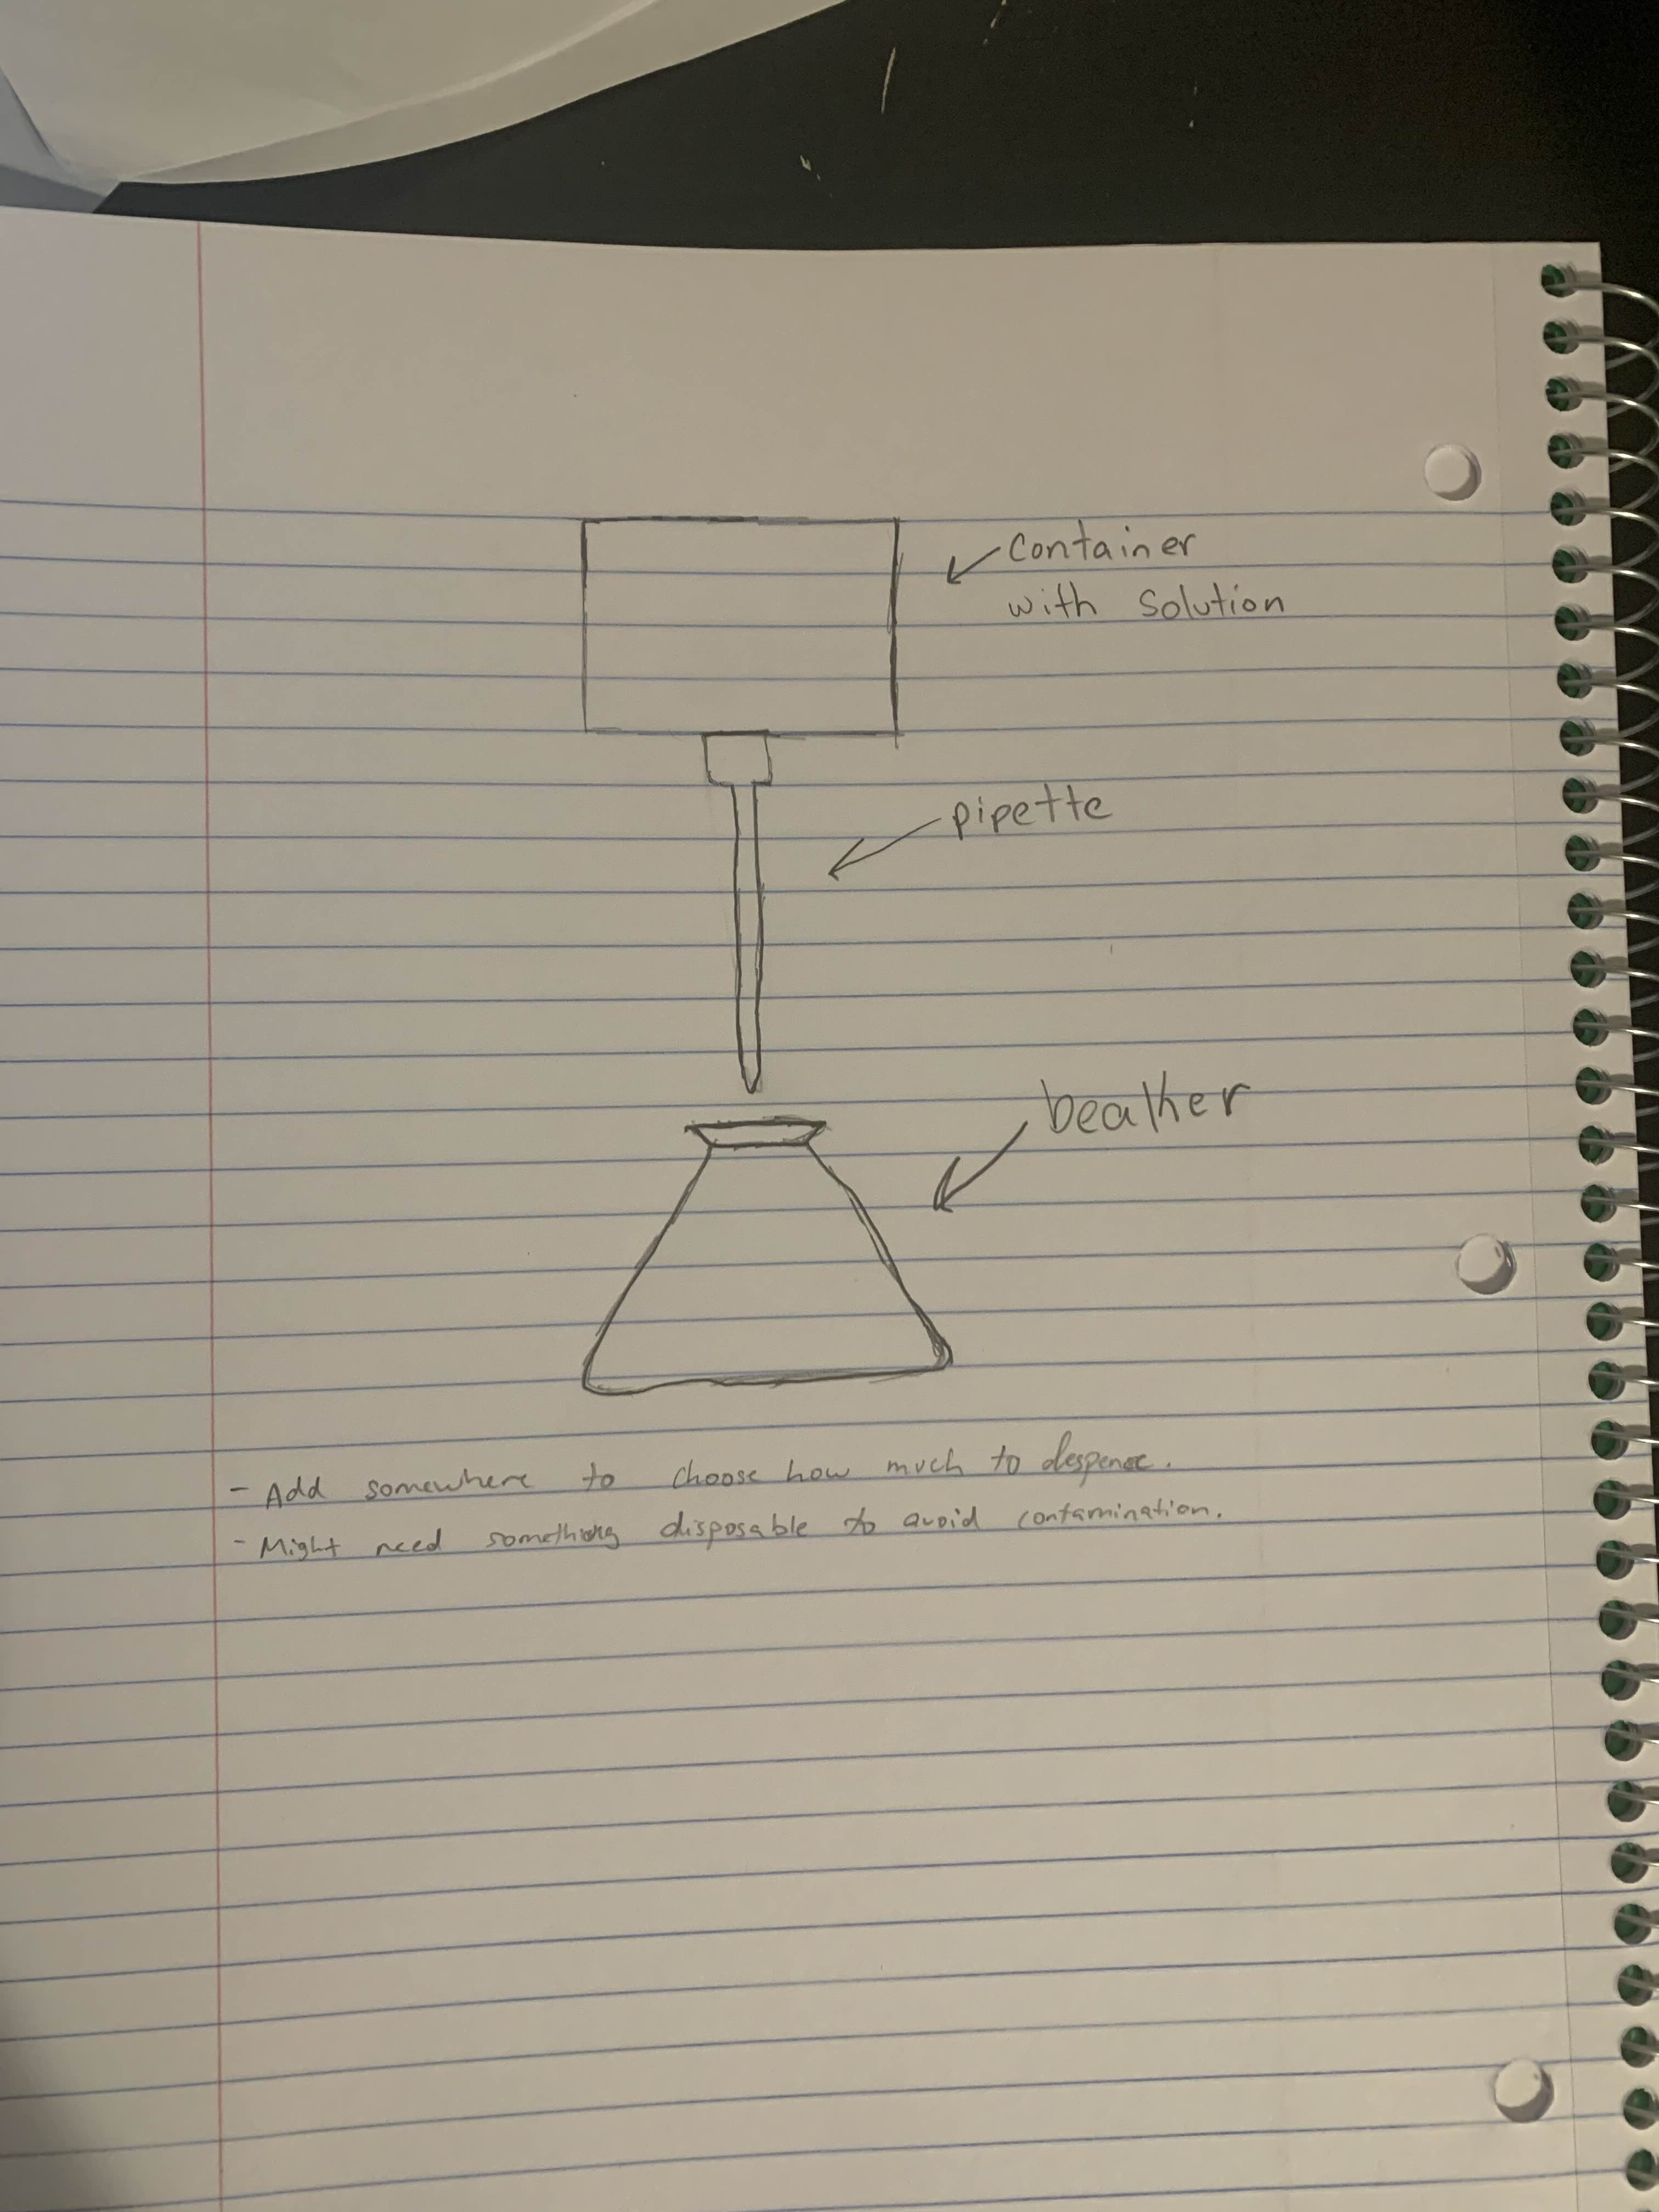 Container
with Solution
pipette
beaker
- Add somewhere to choose how much to despence.
- Might need something disposable to avoid contamination.